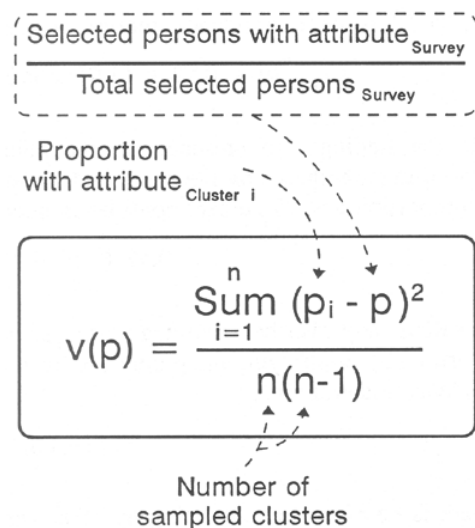 Selected persons with attribute Survey
Total selected persons Survey
Proportion
with attribute Cluster i
n
Sum (pi - p)2
i=1
v(p) =
n(n-1)
Number of
sampled clusters